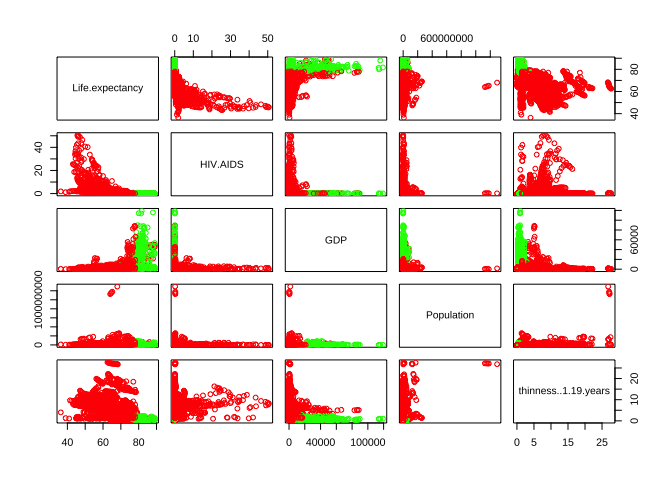 0 10 30 50
0 600000000
Life.expectancy
40 60 80
0 20 40
HIV.AIDS
GDP
0 60000
0 1000000000
Population
thinness..1.19.years
0 10 20
40 60 80
0 40000 100000
0 5 15 25